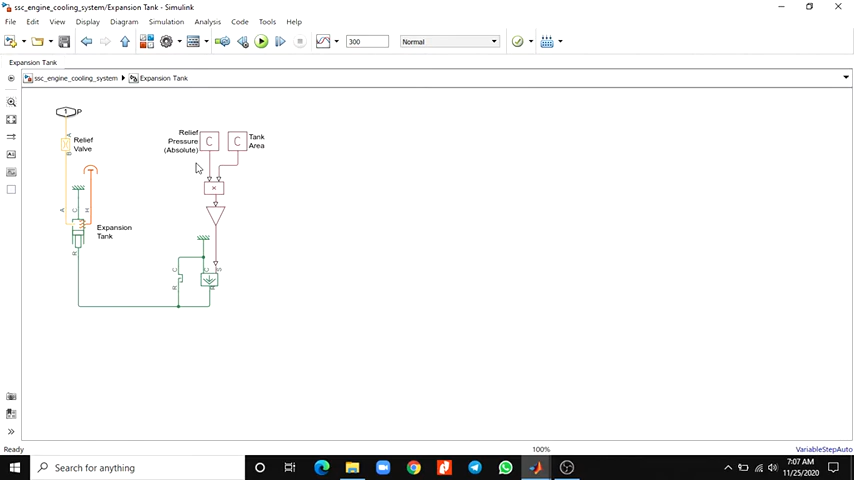 ssc_engine_cooling_system/Expansion Tank - Simulink
File Edit View Display Diagram Simulation Analysis Code Tools Help
300 Normal
Expansion Tank
ssc_engine_cooling_system Expansion Tank
1 P
A
B
Relief
Valve
Relief
Pressure
(Absolute)
C
C
Tank
Area
×
A C H
Expansion
Tank
R
C C S
R R
Ready 100% VariableStepAuto
Search for anything
7:07 AM
11/25/2020